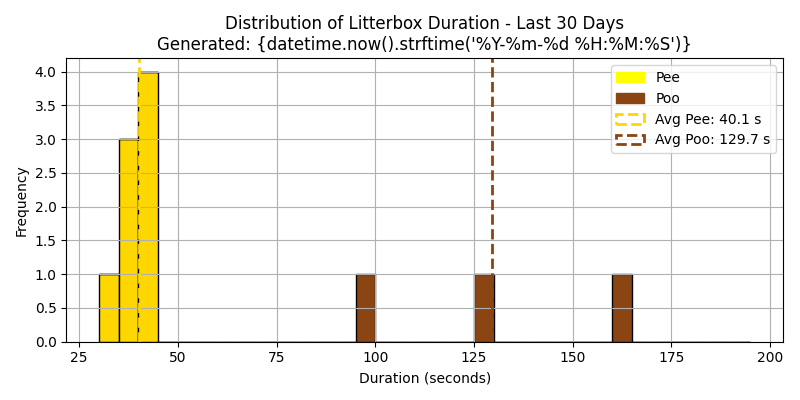 Distribution of Litterbox Duration - Last 30 Days
Generated: {datetime.now().strftime('%Y-%m-%d %H:%M:%S')}
Pee
Poo
Avg Pee: 40.1 s
Avg Poo: 129.7 s
Frequency
4.0
3.5
3.0
2.5
2.0
1.5
1.0
0.5
0.0
25
50
75
100
125
150
175
200
Duration (seconds)